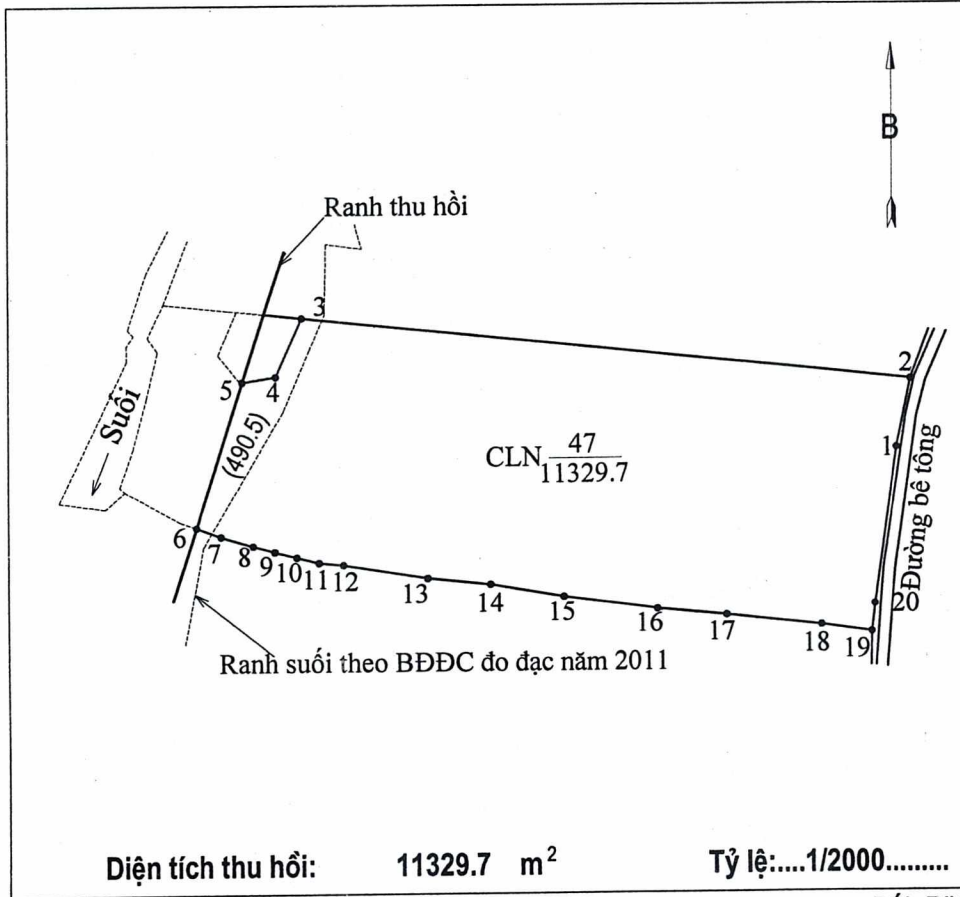 B
Ranh thu hồi
3
2
5
4
1
Suối
(490.5)
CLN 47
11329.7
Đường bê tông
6
7
8
9
10
11
12
13
14
15
16
17
18
19
20
Ranh suối theo BĐĐC đo đạc năm 2011
Diện tích thu hồi: 11329.7 m²
Tỷ lệ:....1/2000.........